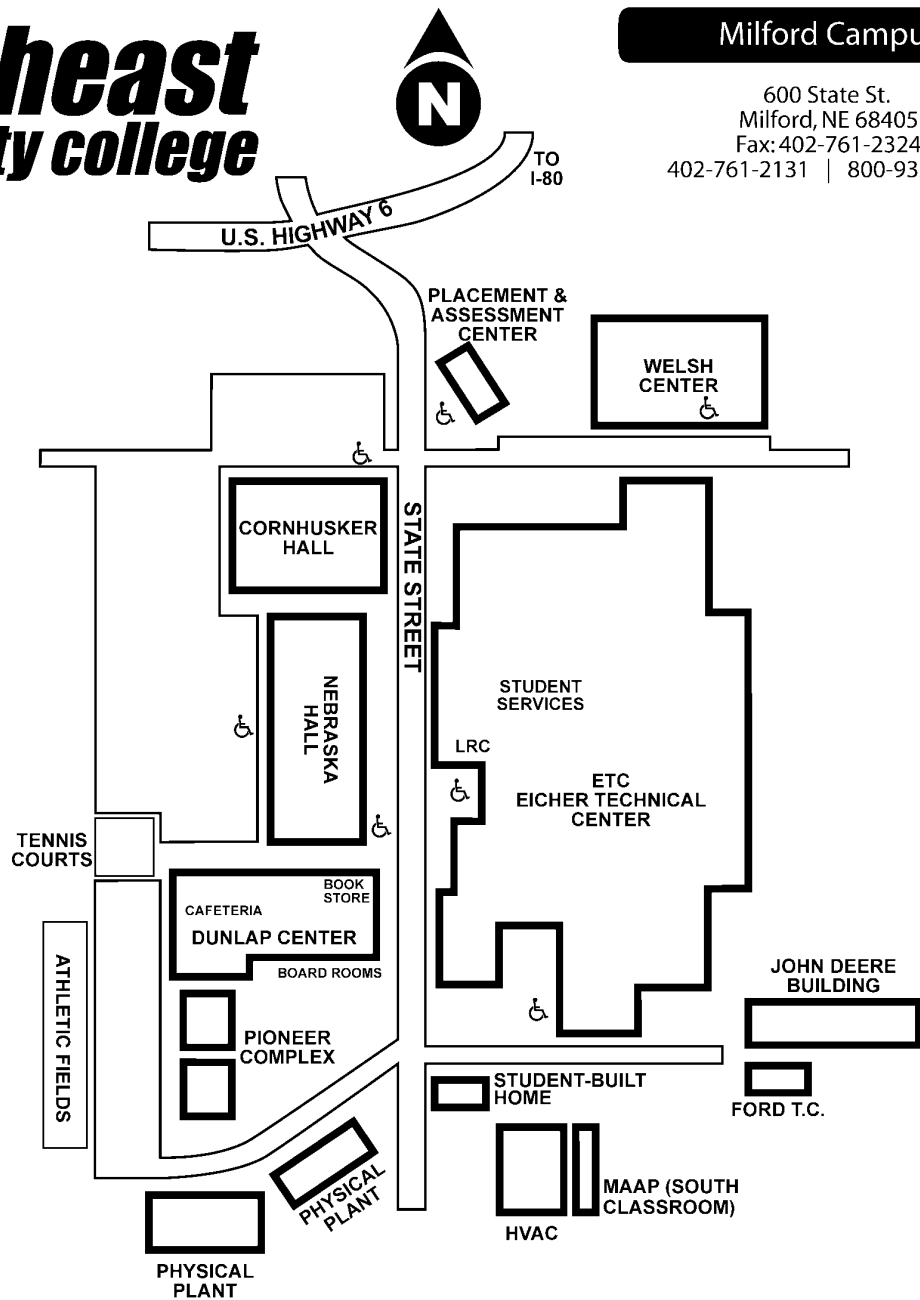 heast
ty college
N
Milford Campu
600 State St.
Milford, NE 68405
Fax: 402-761-2324
402-761-2131 | 800-93
TO
I-80
U.S. HIGHWAY 6
PLACEMENT &
ASSESSMENT
CENTER
WELSH
CENTER
CORNHUSKER
HALL
STATE STREET
NEBRASKA
HALL
STUDENT
SERVICES
LRC
ETC
EICHER TECHNICAL
CENTER
TENNIS
COURTS
BOOK
STORE
CAFETERIA
DUNLAP CENTER
BOARD ROOMS
ATHLETIC FIELDS
JOHN DEERE
BUILDING
PIONEER
COMPLEX
STUDENT-BUILT
HOME
FORD T.C.
PHYSICAL
PLANT
MAAP (SOUTH
CLASSROOM)
HVAC
PHYSICAL
PLANT